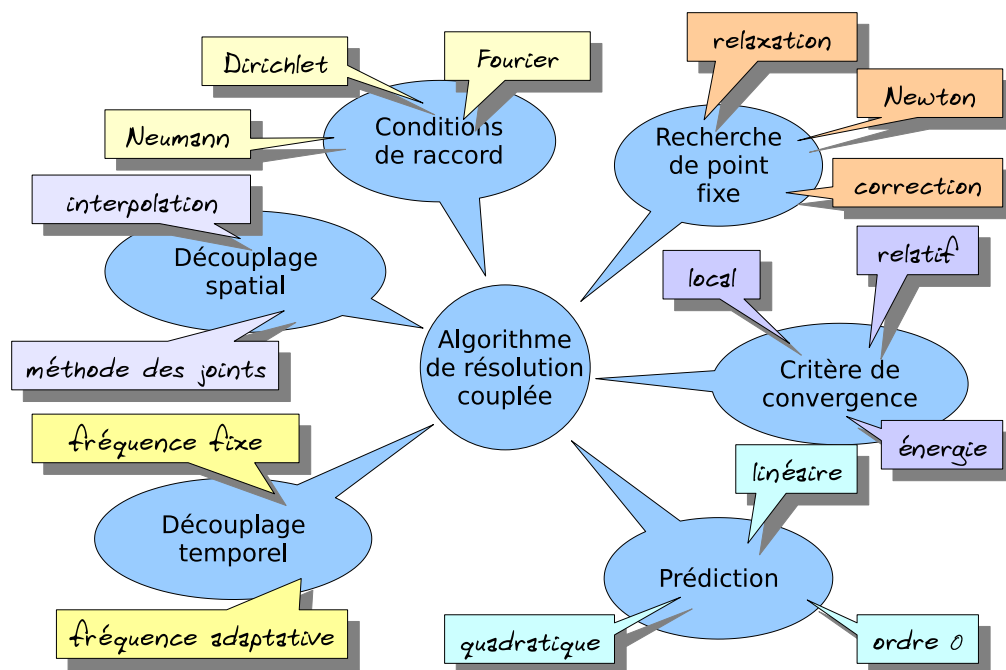 relaxation
Dirichlet
Fourier
Newton
Neumann
Conditions
de raccord
Recherche
de point
fixe
correction
interpolation
Découplage
spatial
relatif
local
Algorithme
de résolution
couplée
méthode des joints
Critère de
convergence
fréquence fixe
énergie
linéaire
Découplage
temporel
Prédiction
fréquence adaptative
quadratique
ordre 0